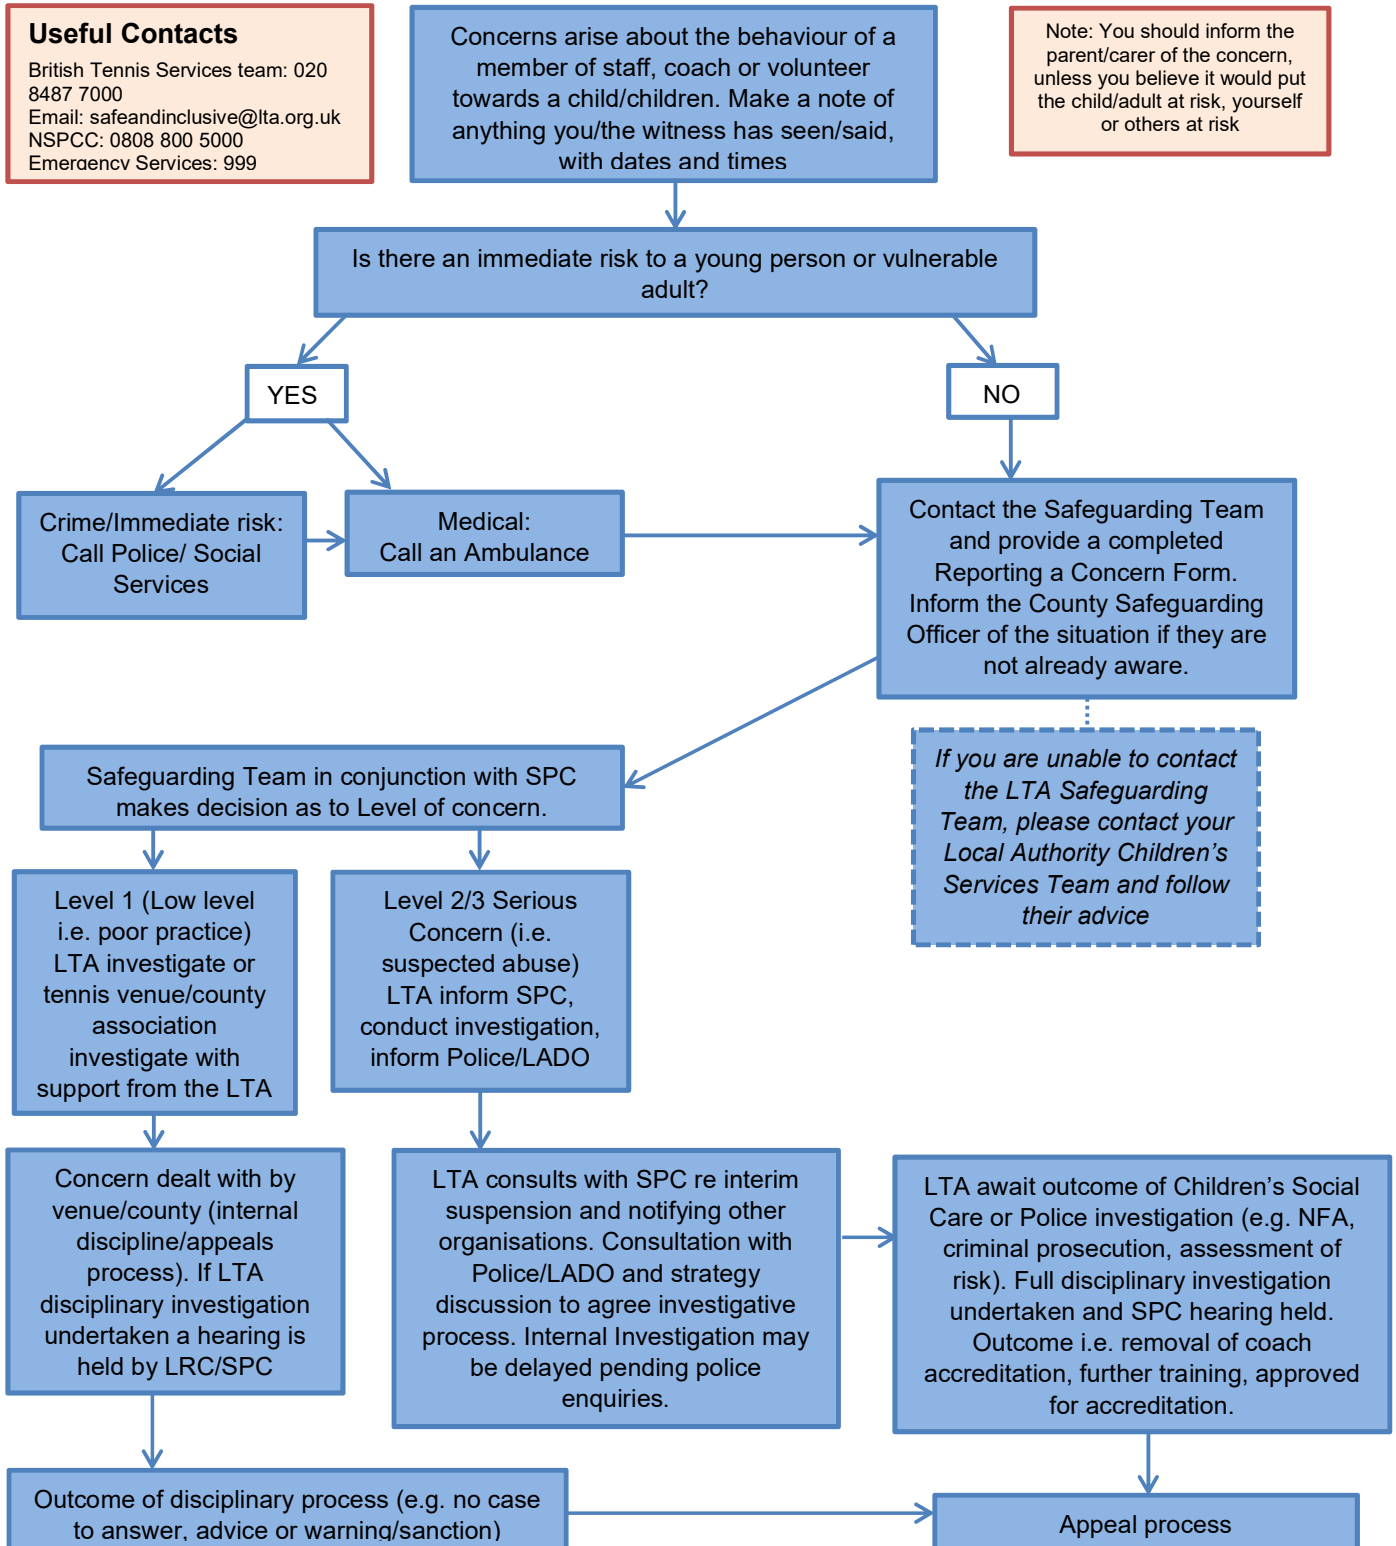 Useful Contacts
British Tennis Services team: 020
8487 7000
Email: safeandinclusive@lta.org.uk
NSPCC: 0808 800 5000
Emergency Services: 999
Concerns arise about the behaviour of a
member of staff, coach or volunteer
towards a child/children. Make a note of
anything you/the witness has seen/said,
with dates and times
Note: You should inform the
parent/carer of the concern,
unless you believe it would put
the child/adult at risk, yourself
or others at risk
Is there an immediate risk to a young person or vulnerable
adult?
YES
NO
Crime/Immediate risk:
Call Police/ Social
Services
Medical:
Call an Ambulance
Contact the Safeguarding Team
and provide a completed
Reporting a Concern Form.
Inform the County Safeguarding
Officer of the situation if they are
not already aware.
If you are unable to contact
the LTA Safeguarding
Team, please contact your
Local Authority Children's
Services Team and follow
their advice
Safeguarding Team in conjunction with SPC
makes decision as to Level of concern.
Level 1 (Low level
i.e. poor practice)
LTA investigate or
tennis venue/county
association
investigate with
support from the LTA
Level 2/3 Serious
Concern (i.e.
suspected abuse)
LTA inform SPC,
conduct investigation,
inform Police/LADO
Concern dealt with by
venue/county (internal
discipline/appeals
process). If LTA
disciplinary investigation
undertaken a hearing is
held by LRC/SPC
LTA consults with SPC re interim
suspension and notifying other
organisations. Consultation with
Police/LADO and strategy
discussion to agree investigative
process. Internal Investigation may
be delayed pending police
enquiries.
LTA await outcome of Children's Social
Care or Police investigation (e.g. NFA,
criminal prosecution, assessment of
risk). Full disciplinary investigation
undertaken and SPC hearing held.
Outcome i.e. removal of coach
accreditation, further training, approved
for accreditation.
Outcome of disciplinary process (e.g. no case
to answer, advice or warning/sanction)
Appeal process